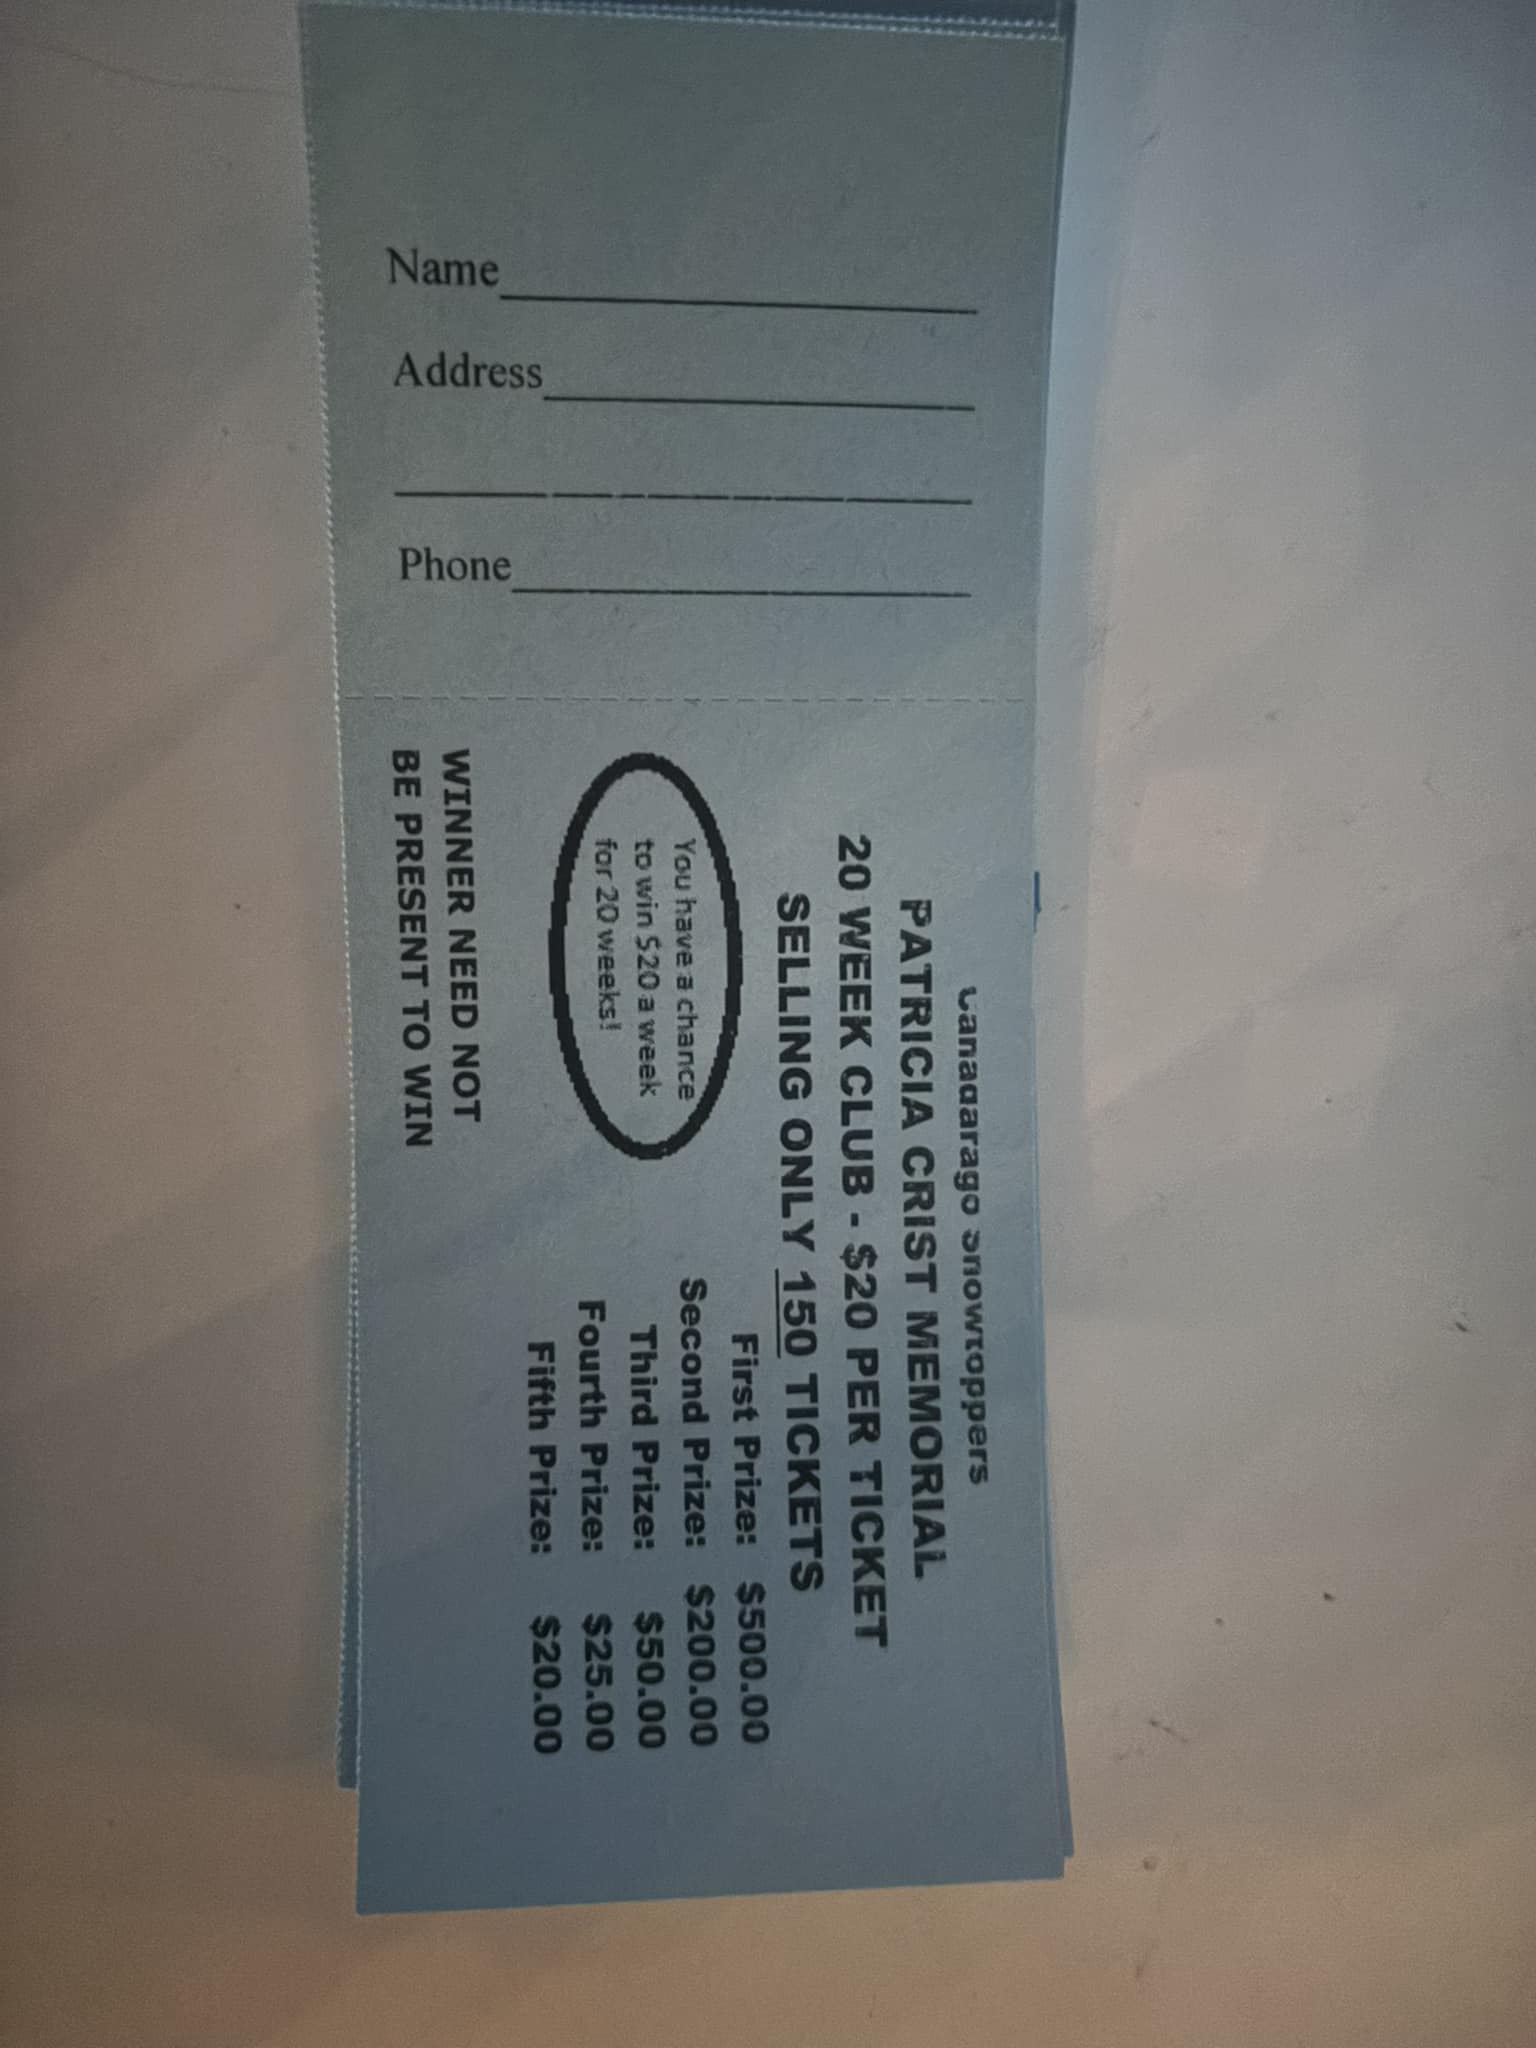 Name
Address
Phone
Canadarago Snowtoppers
PATRICIA CRIST MEMORIAL
20 WEEK CLUB - $20 PER TICKET
SELLING ONLY 150 TICKETS
You have a chance
to win $20 a week
for 20 weeks!
First Prize: $500.00
Second Prize: $200.00
Third Prize: $50.00
Fourth Prize: $25.00
Fifth Prize: $20.00
WINNER NEED NOT
BE PRESENT TO WIN